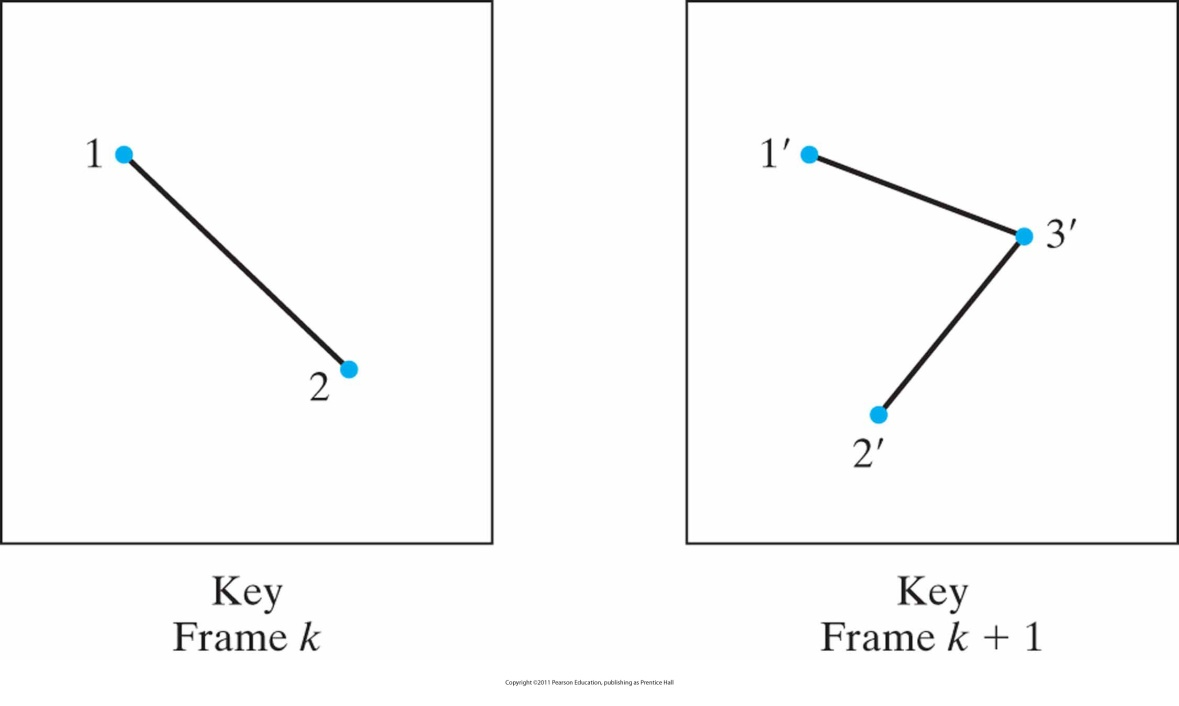 1
2
1′
3′
2′
Key
Frame k
Key
Frame k + 1
Copyright ©2011 Pearson Education, publishing as Prentice Hall